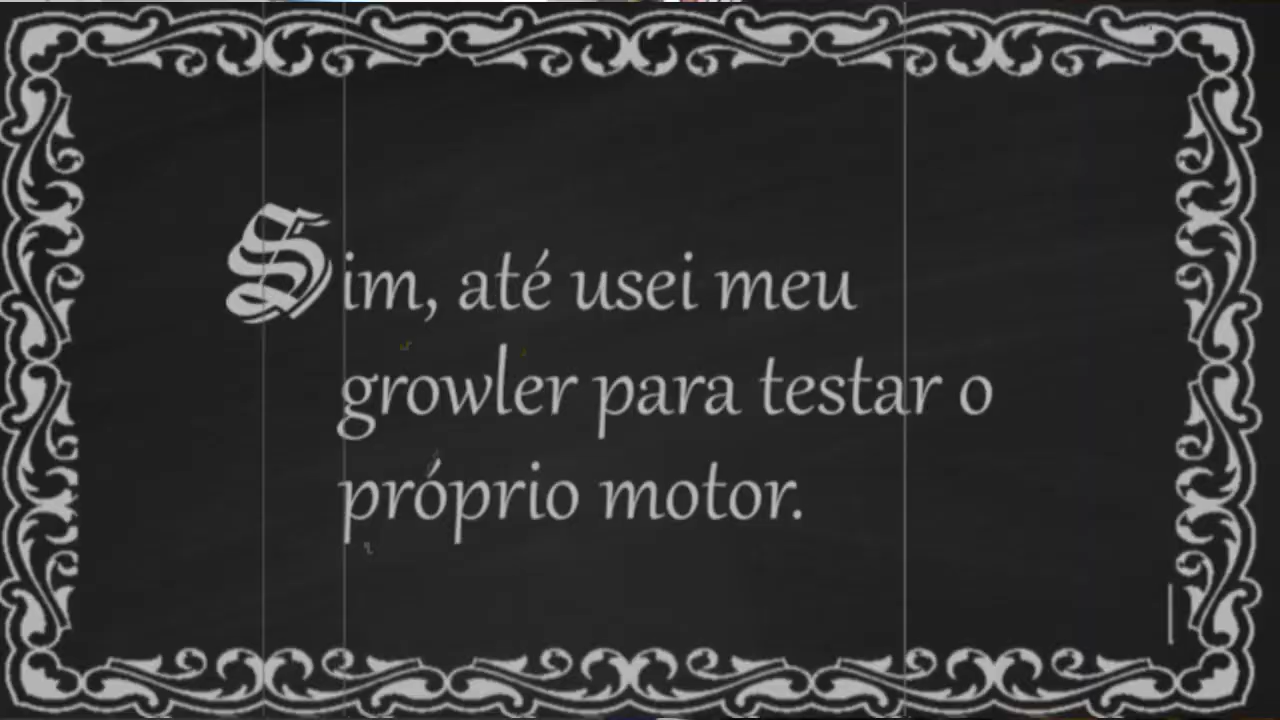 Sim, até usei meu
growler para testar o
próprio motor.